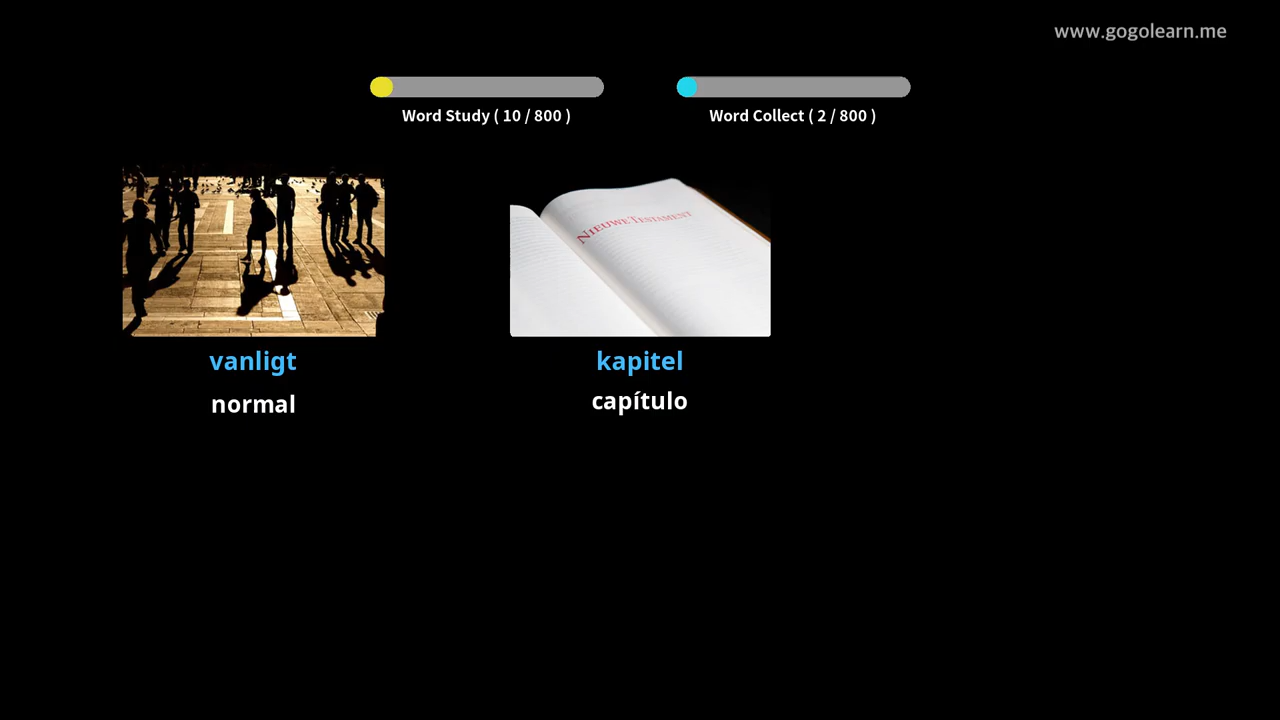 www.gogolearn.me
Word Study ( 10 / 800 )
Word Collect ( 2 / 800 )
NIEUWE TESTAMENT
vanligt
normal
kapitel
capítulo